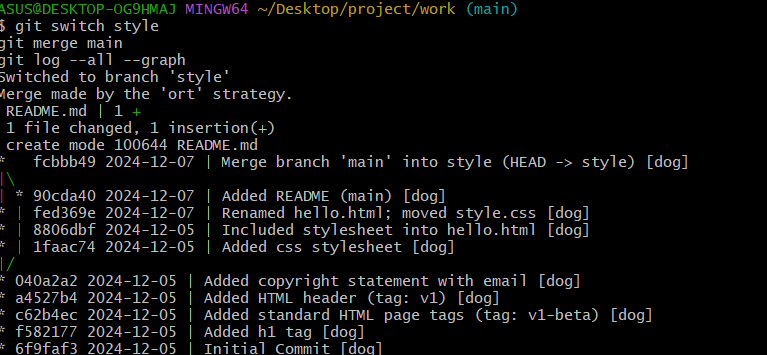 ASUS@DESKTOP-OG9HMAJ MINGW64 ~/Desktop/project/work (main)
$ git switch style
git merge main
git log --all --graph
Switched to branch 'style'
Merge made by the 'ort' strategy.
 README.md | 1 +
 1 file changed, 1 insertion(+)
 create mode 100644 README.md
*   fcbbb49 2024-12-07 | Merge branch 'main' into style (HEAD -> style) [dog]
|\
| * 90cda40 2024-12-07 | Added README (main) [dog]
* | fed369e 2024-12-07 | Renamed hello.html; moved style.css [dog]
* | 8806dbf 2024-12-05 | Included stylesheet into hello.html [dog]
* | 1faac74 2024-12-05 | Added css stylesheet [dog]
|/
* 040a2a2 2024-12-05 | Added copyright statement with email [dog]
* a4527b4 2024-12-05 | Added HTML header (tag: v1) [dog]
* c62b4ec 2024-12-05 | Added standard HTML page tags (tag: v1-beta) [dog]
* f582177 2024-12-05 | Added h1 tag [dog]
* 6f9faf3 2024-12-05 | Initial Commit [dog]